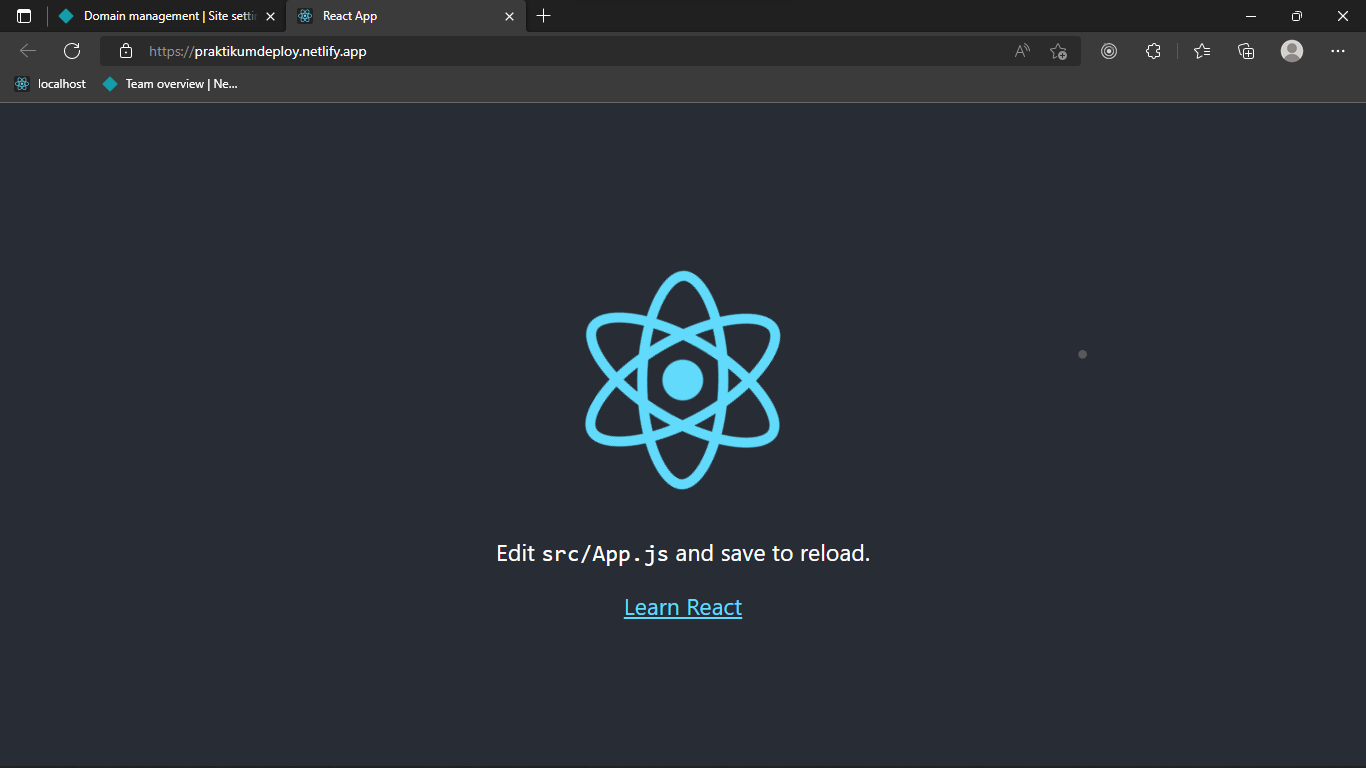 Domain management | Site setti
React App
https://praktikumdeploy.netlify.app
localhost
Team overview | Ne...
Edit src/App.js and save to reload.
Learn React